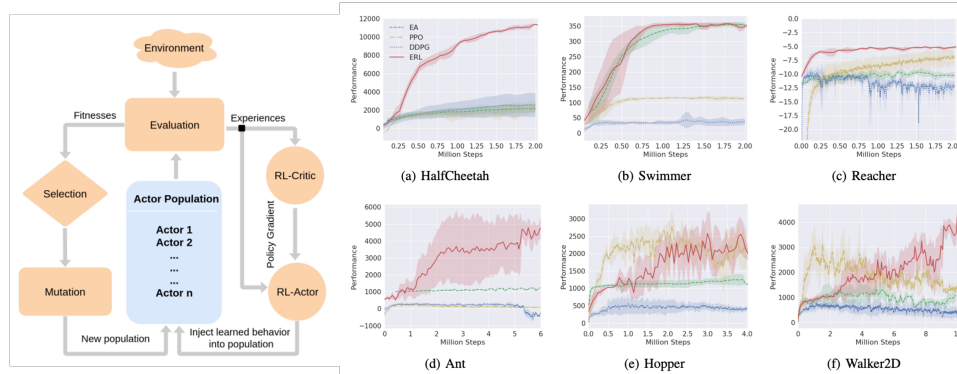 Environment
Fitnesses
Experiences
Evaluation
RL-Critic
Selection
Actor Population
Actor 1
Actor 2
...
...
...
Actor n
Policy Gradient
Mutation
RL-Actor
New population
Inject learned behavior
into population
12000
10000
8000
6000
4000
2000
0
Performance
EA
PPO
DDPG
ERL
0.25 0.50 0.75 1.00 1.25 1.50 1.75 2.00
Million Steps
(a) HalfCheetah
350
300
250
200
150
100
50
0
Performance
0.25 0.50 0.75 1.00 1.25 1.50 1.75 2.00
Million Steps
(b) Swimmer
0.0
−2.5
−5.0
−7.5
−10.0
−12.5
−15.0
−17.5
−20.0
Performance
0.00 0.25 0.50 0.75 1.00 1.25 1.50 1.75 2.00
Million Steps
(c) Reacher
6000
5000
4000
3000
2000
1000
0
−1000
Performance
0 1 2 3 4 5 6
Million Steps
(d) Ant
3000
2500
2000
1500
1000
500
0
Performance
0.0 0.5 1.0 1.5 2.0 2.5 3.0 3.5 4.0
Million Steps
(e) Hopper
4000
3000
2000
1000
0
Performance
0 2 4 6 8 1
Million Steps
(f) Walker2D